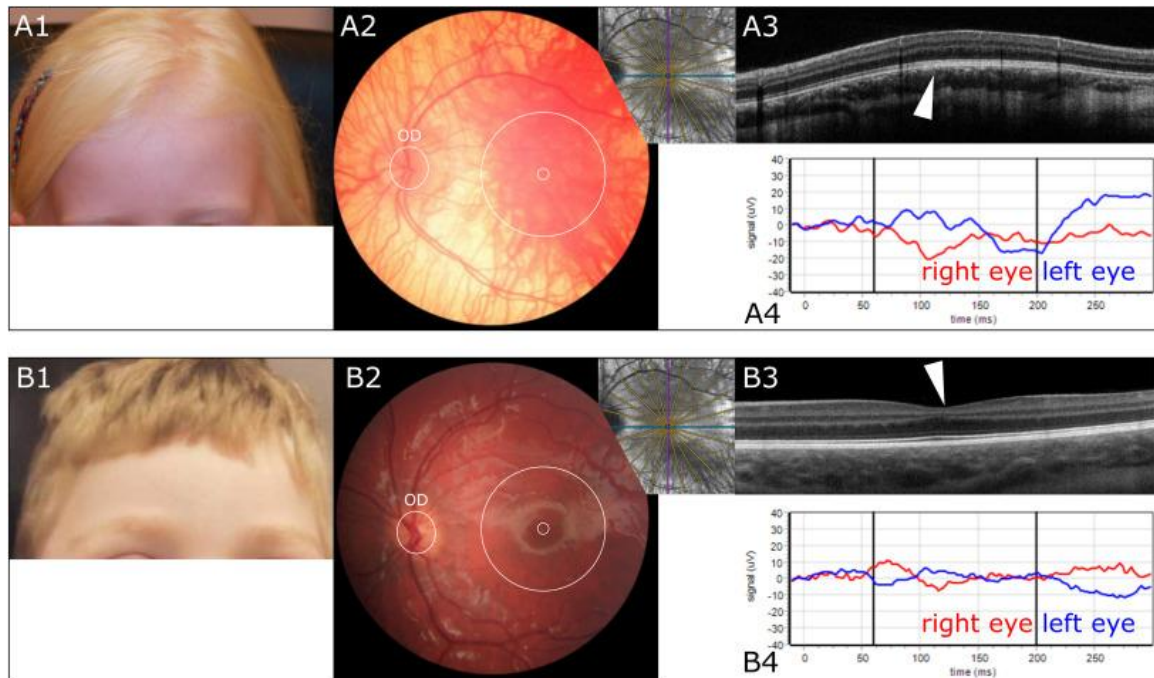 A1
A2
OD
A3
40
30
20
10
0
-10
-20
-30
-40
signal (uV)
right eye left eye
0 50 100 150 200 250
time (ms)
A4
B1
B2
OD
B3
40
30
20
10
0
-10
-20
-30
-40
signal (uV)
right eye left eye
0 50 100 150 200 250
time (ms)
B4